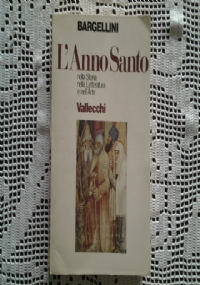 BARGELLINI
L'Anno Santo
nella Storia
nella Letteratura
e nell'Arte
Vallecchi